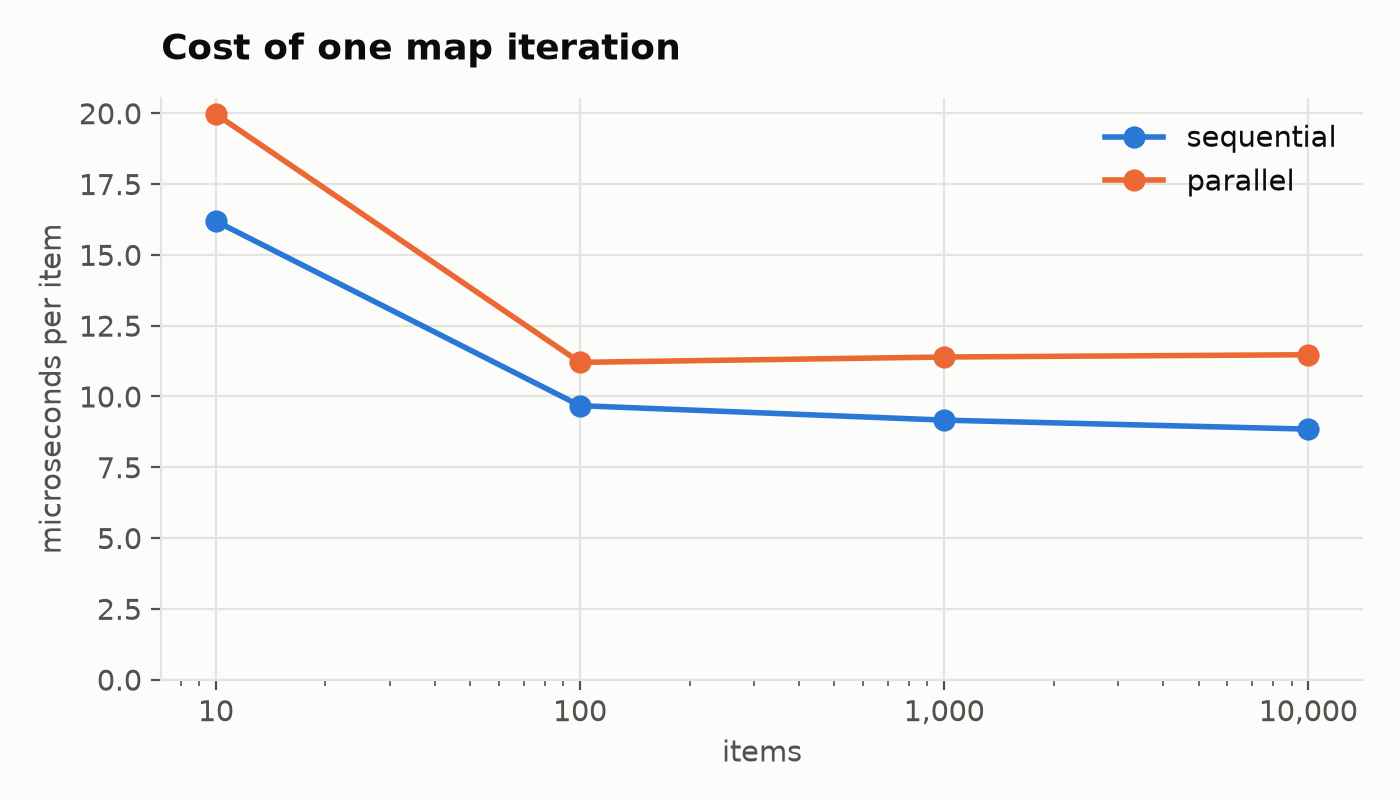 Cost of one map iteration
20.0
17.5
15.0
12.5
10.0
7.5
5.0
2.5
0.0
microseconds per item
sequential
parallel
10
100
1,000
10,000
items